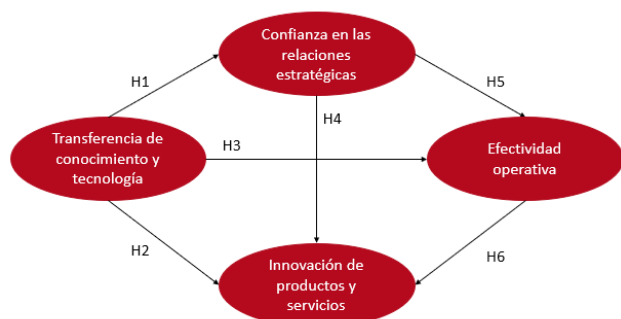 Confianza en las
relaciones
estratégicas
H1
H5
H4
Transferencia de
conocimiento y
tecnología
H3
Efectividad
operativa
H2
H6
Innovación de
productos y
servicios